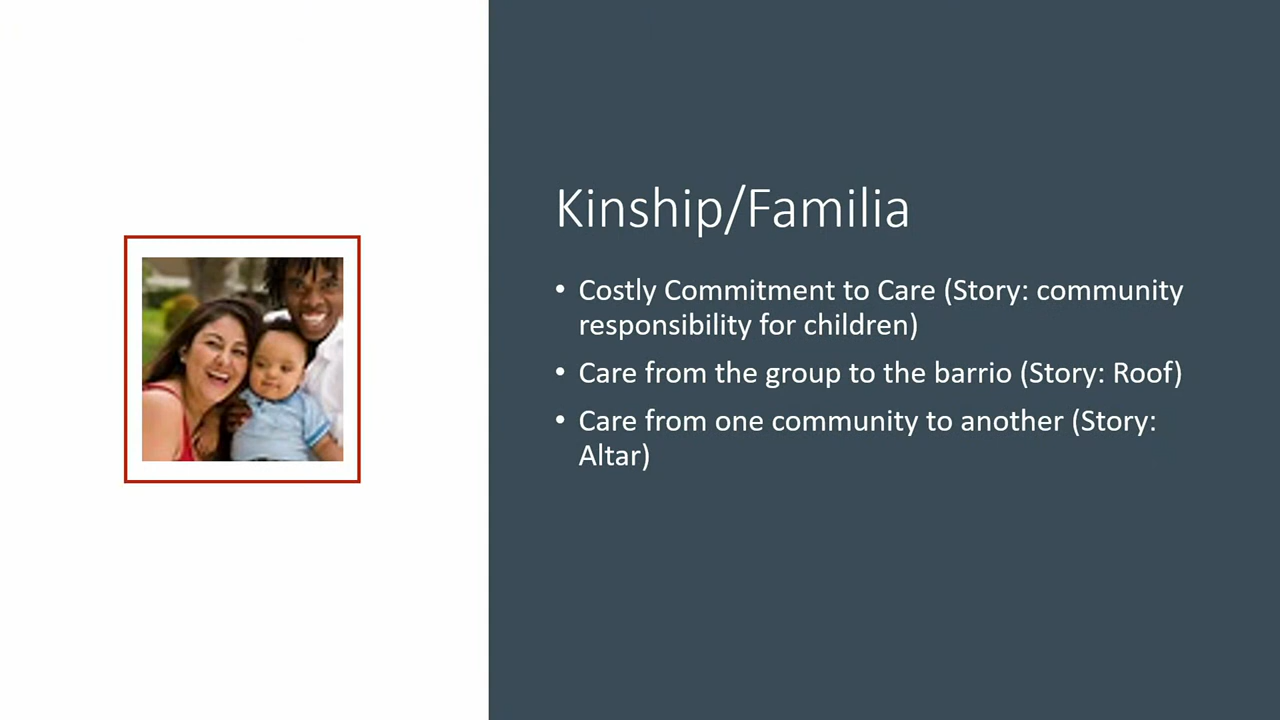 Kinship/Familia
• Costly Commitment to Care (Story: community
responsibility for children)
• Care from the group to the barrio (Story: Roof)
• Care from one community to another (Story:
Altar)